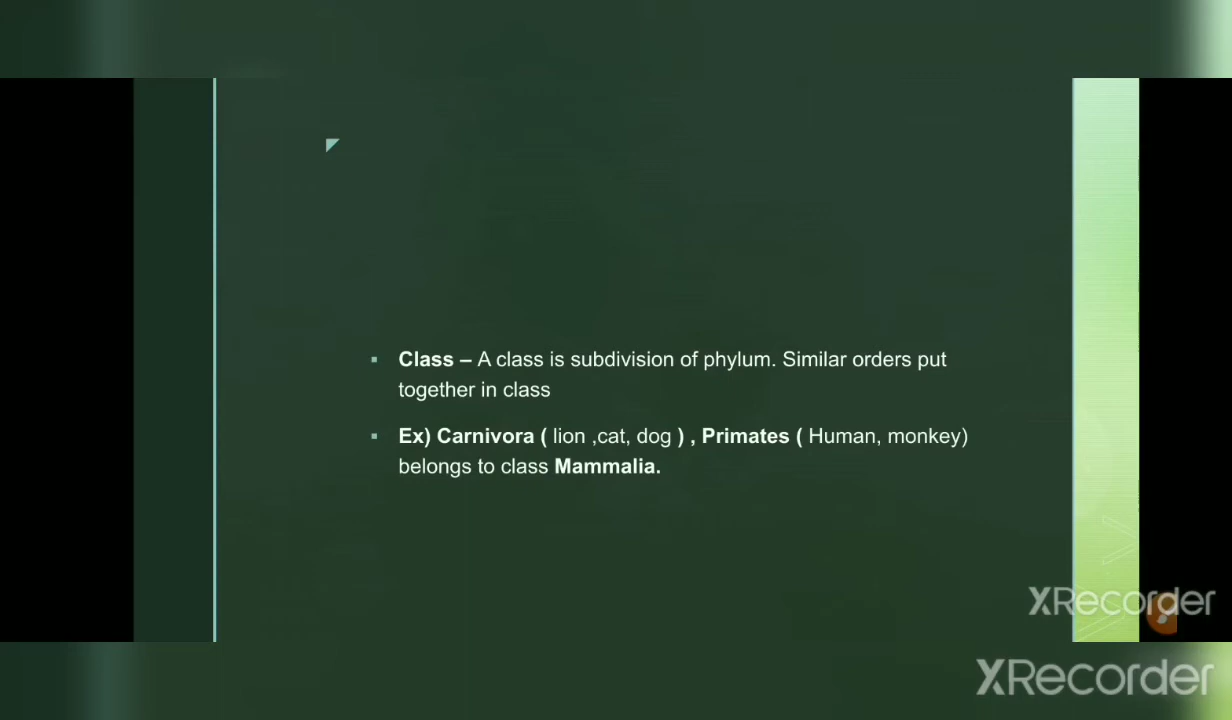 Class – A class is subdivision of phylum. Similar orders put
together in class
Ex) Carnivora ( lion ,cat, dog ) , Primates ( Human, monkey)
belongs to class Mammalia.
XRecorder
XRecorder